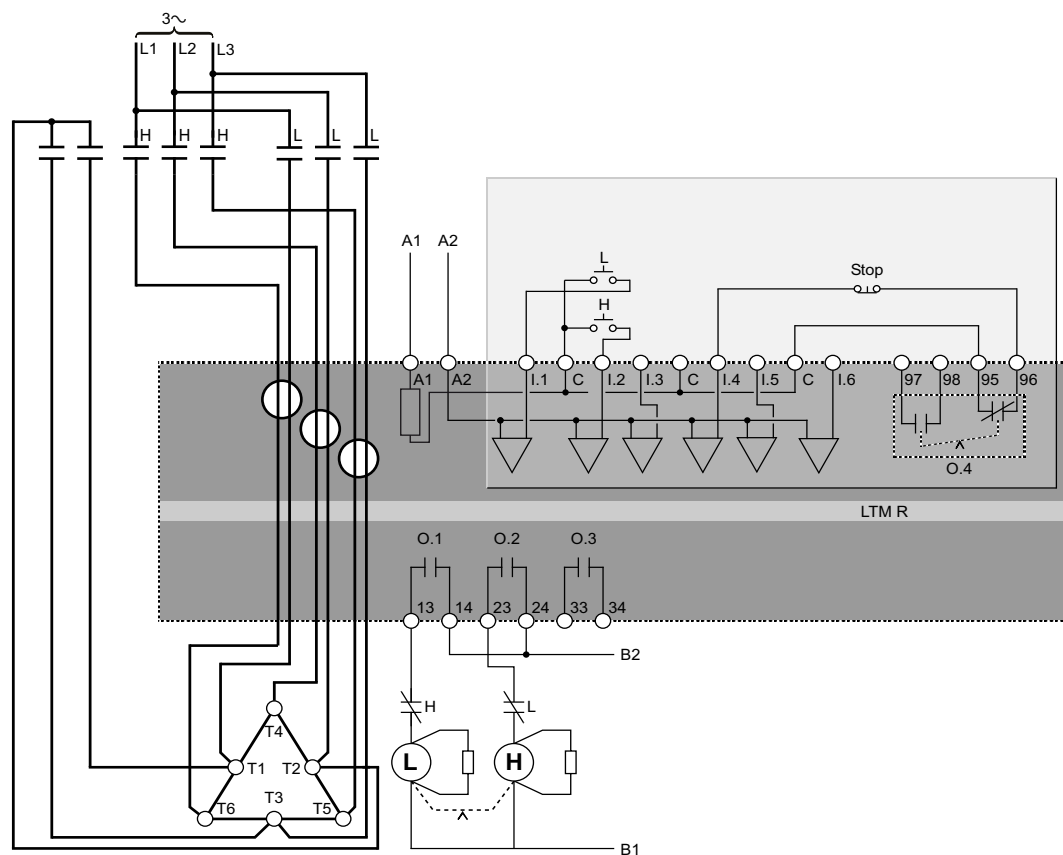 3~
L1 L2 L3
H H H L L L
A1 A2
L
H
Stop
A1 A2 I.1 C I.2 I.3 C I.4 I.5 C I.6 97 98 95 96
O.4
LTM R
O.1 O.2 O.3
13 14 23 24 33 34
B2
H L
T4
L H
T1 T2
T6 T3 T5
B1